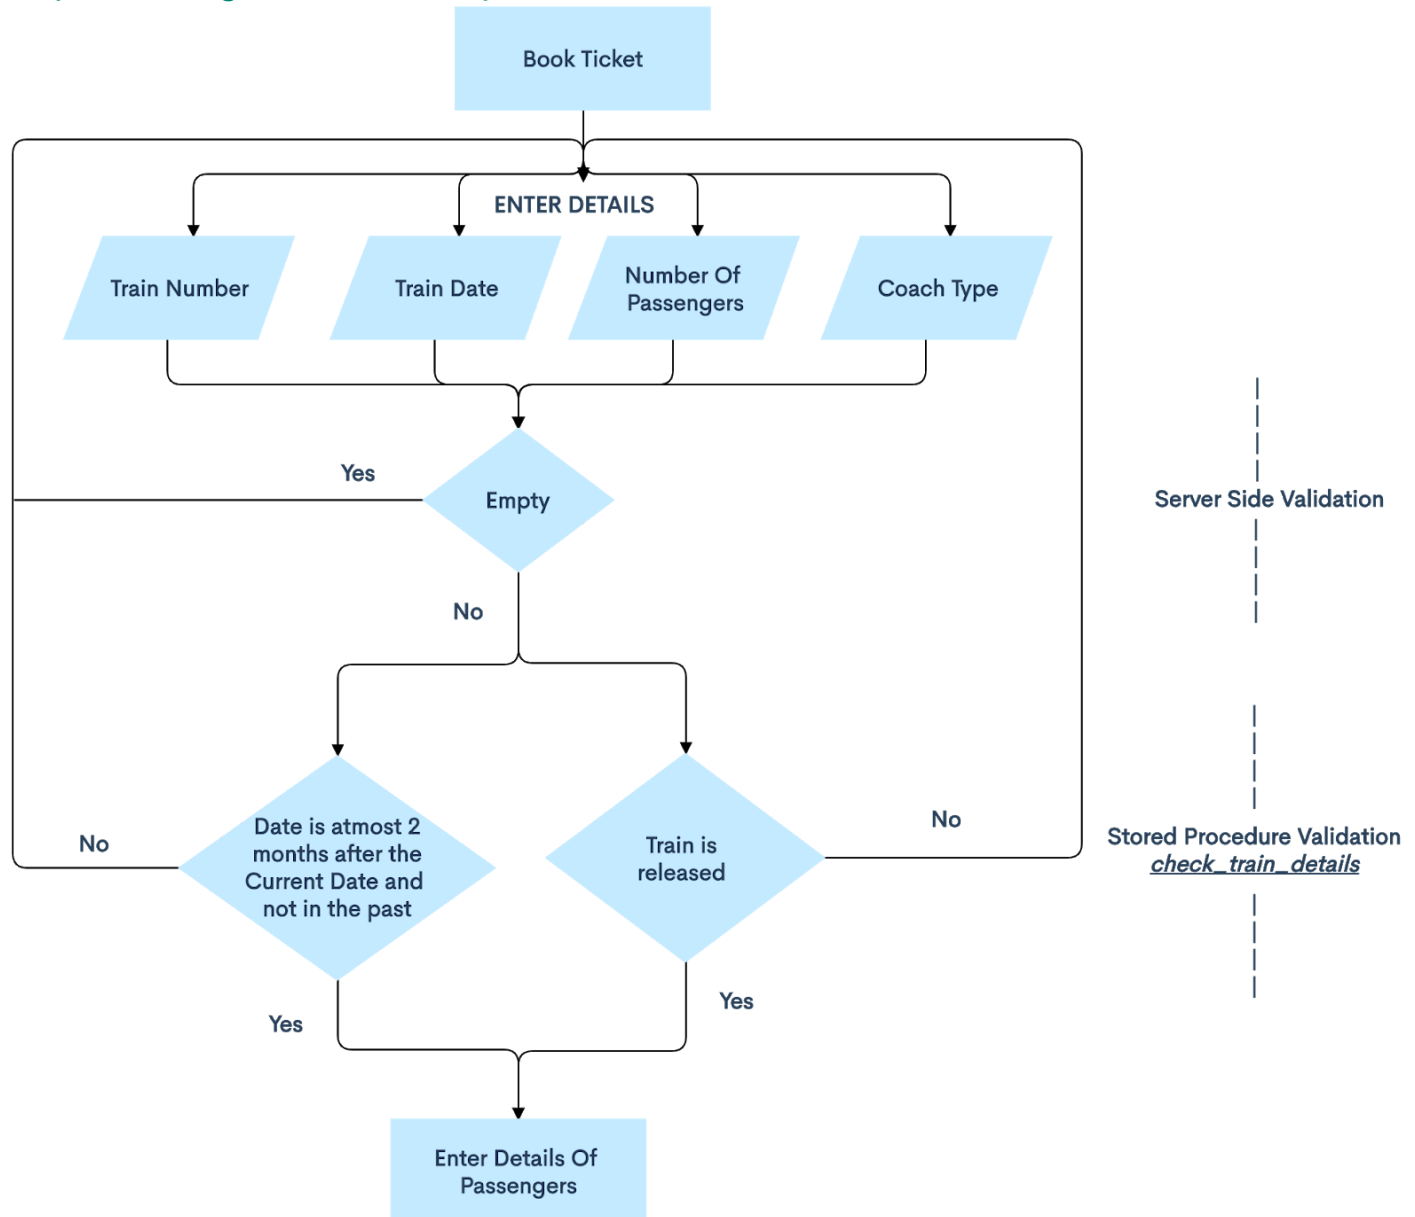 Book Ticket
ENTER DETAILS
Train Number
Train Date
Number Of
Passengers
Coach Type
Yes
Empty
Server Side Validation
No
Date is atmost 2
months after the
Current Date and
not in the past
No
Train is
released
No
Stored Procedure Validation
check_train_details
Yes
Yes
Enter Details Of
Passengers